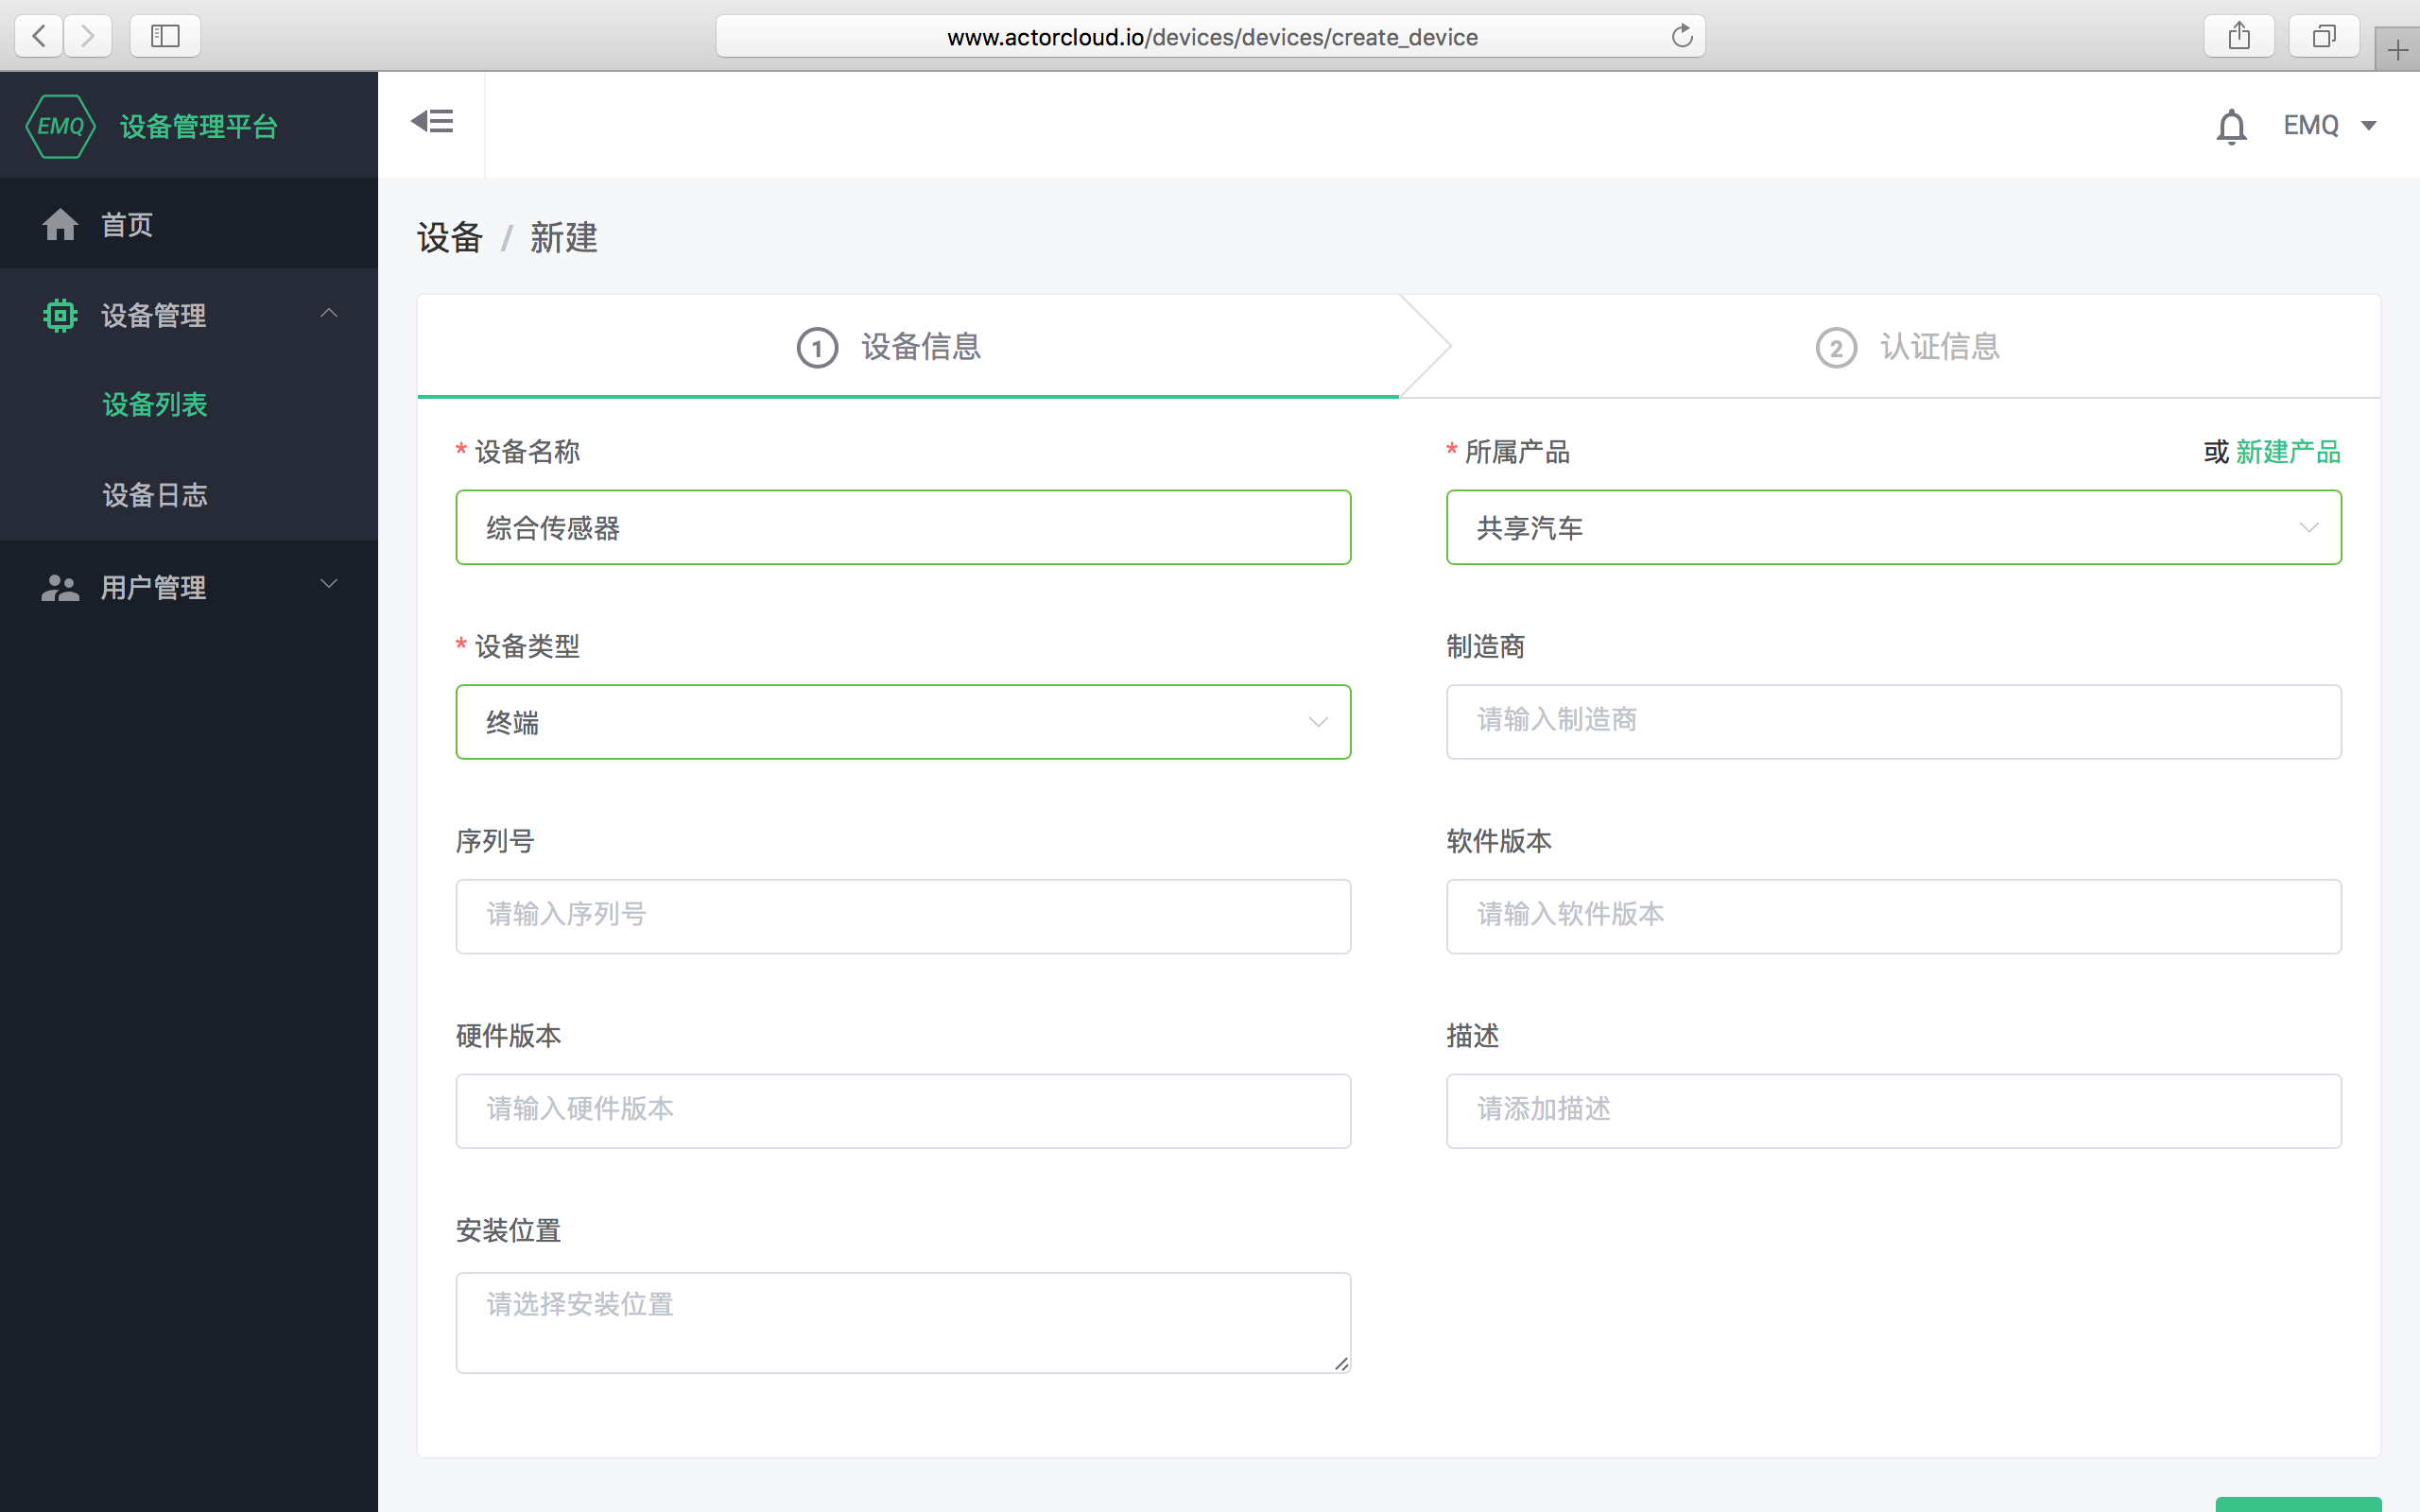 www.actorcloud.io/devices/devices/create_device
EMQ 设备管理平台
EMQ
首页
设备管理
设备列表
设备日志
用户管理
设备 / 新建
1 设备信息
2 认证信息
* 设备名称
综合传感器
* 所属产品
或 新建产品
共享汽车
* 设备类型
终端
制造商
请输入制造商
序列号
请输入序列号
软件版本
请输入软件版本
硬件版本
请输入硬件版本
描述
请添加描述
安装位置
请选择安装位置